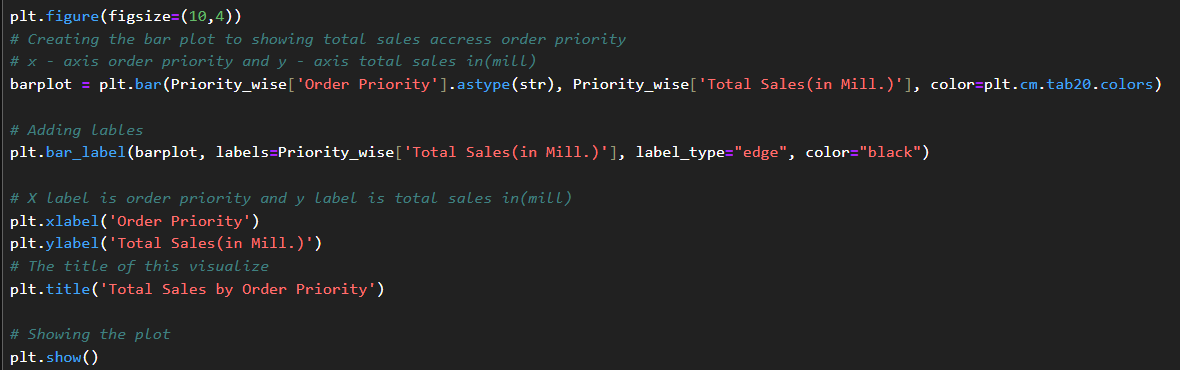 plt.figure(figsize=(10,4))
# Creating the bar plot to showing total sales accress order priority
# x - axis order priority and y - axis total sales in(mill)
barplot = plt.bar(Priority_wise['Order Priority'].astype(str), Priority_wise['Total Sales(in Mill.)'], color=plt.cm.tab20.colors)
# Adding lables
plt.bar_label(barplot, labels=Priority_wise['Total Sales(in Mill.)'], label_type="edge", color="black")
# X label is order priority and y label is total sales in(mill)
plt.xlabel('Order Priority')
plt.ylabel('Total Sales(in Mill.)')
# The title of this visualize
plt.title('Total Sales by Order Priority')
# Showing the plot
plt.show()